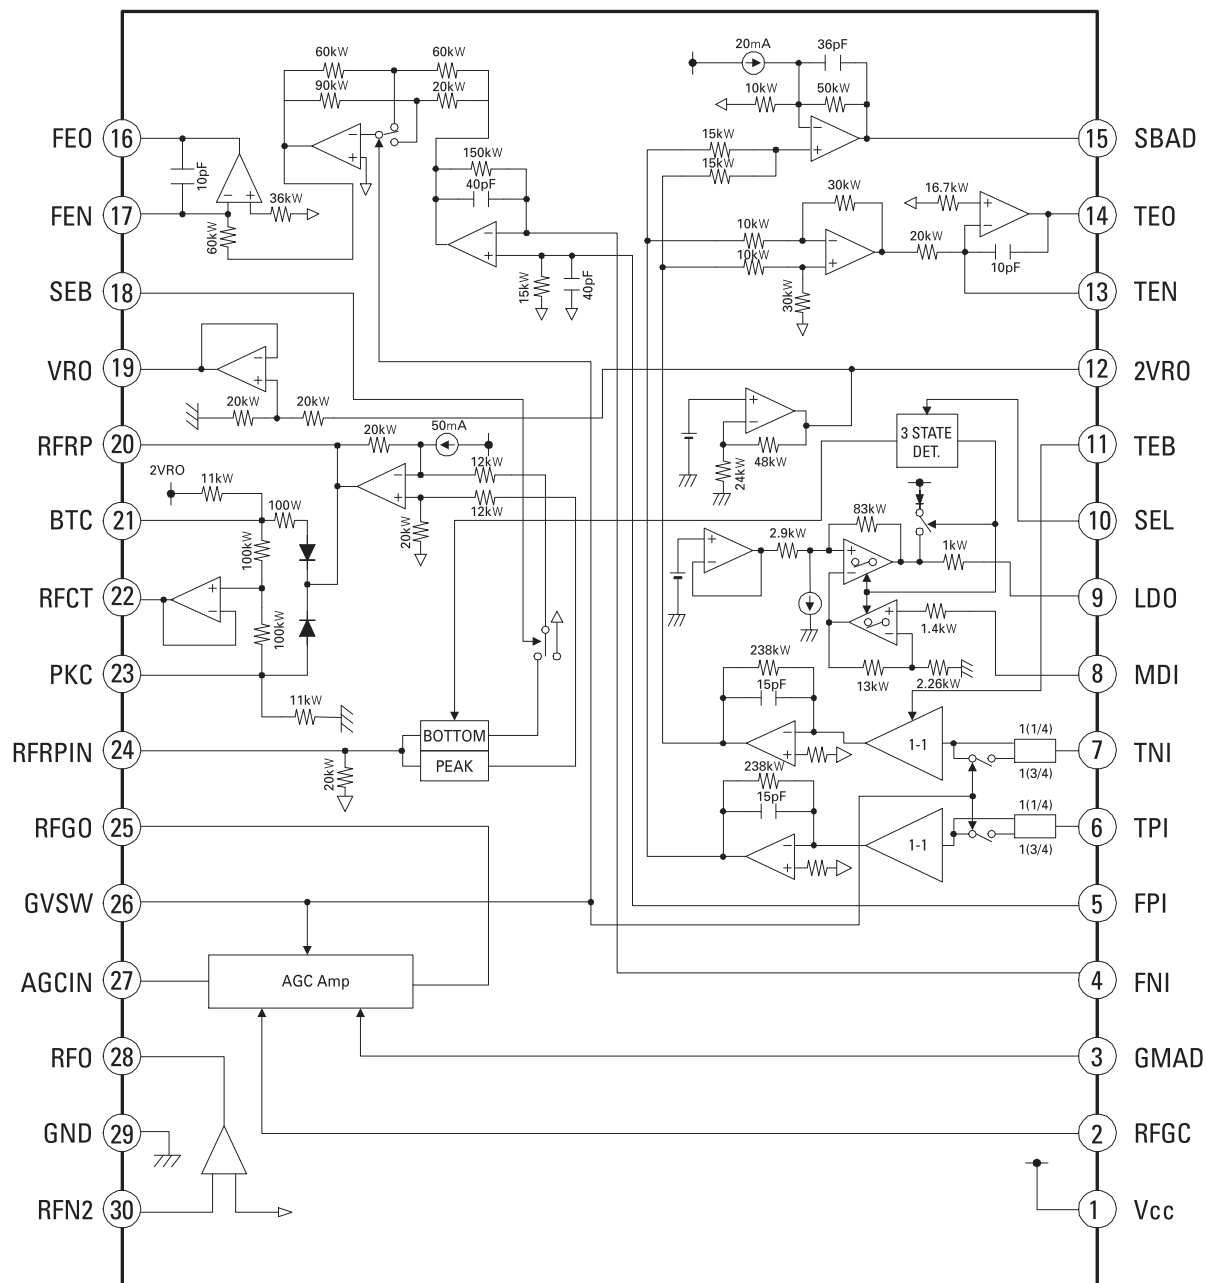 60kW
60kW
90kW
20kW
20mA
36pF
10kW
50kW
FEO 16
10pF
15 SBAD
15kW
15kW
150kW
40pF
FEN 17
36kW
60kW
30kW
16.7kW
14 TEO
10kW
10kW
20kW
10pF
SEB 18
15kW
40pF
30kW
13 TEN
VRO 19
12 2VRO
20kW
20kW
RFRP 20
20kW
50mA
12kW
12kW
20kW
3 STATE
DET.
11 TEB
48kW
24kW
2VRO
11kW
BTC 21
100W
100kW
83kW
10 SEL
2.9kW
1kW
RFCT 22
100kW
9 LDO
1.4kW
PKC 23
238kW
15pF
13kW
2.26kW
8 MDI
11kW
RFRPIN 24
BOTTOM
PEAK
20kW
1-1
1(1/4)
1(3/4)
7 TNI
238kW
15pF
RFGO 25
1-1
1(1/4)
1(3/4)
6 TPI
GVSW 26
5 FPI
AGCIN 27
AGC Amp
4 FNI
RFO 28
3 GMAD
GND 29
2 RFGC
RFN2 30
1 Vcc